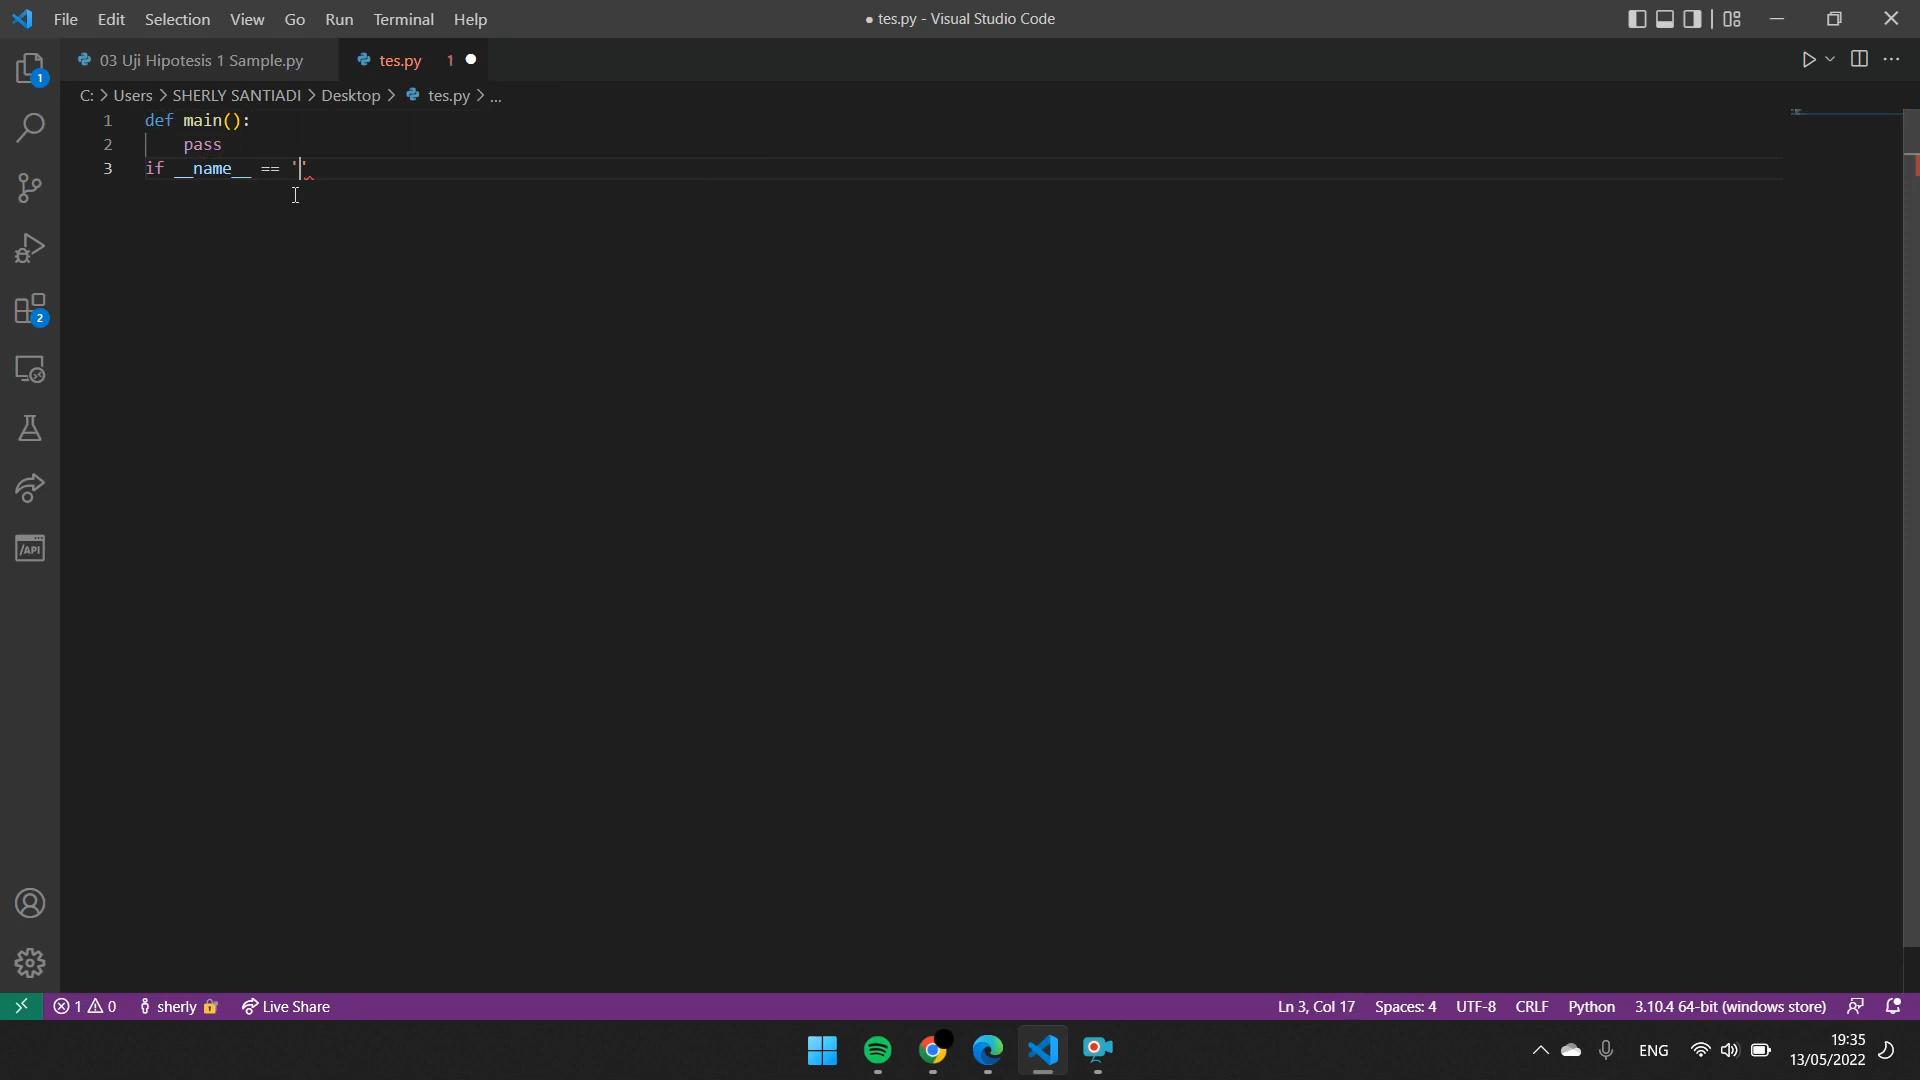 File Edit Selection View Go Run Terminal Help
● tes.py - Visual Studio Code
03 Uji Hipotesis 1 Sample.py
tes.py 1 ●
C: > Users > SHERLY SANTIADI > Desktop > tes.py > ...
1 def main():
2 pass
3 if __name__ == ''
1
2
/API
1 0 sherly Live Share
Ln 3, Col 17 Spaces: 4 UTF-8 CRLF Python 3.10.4 64-bit (windows store)
ENG
19:35
13/05/2022